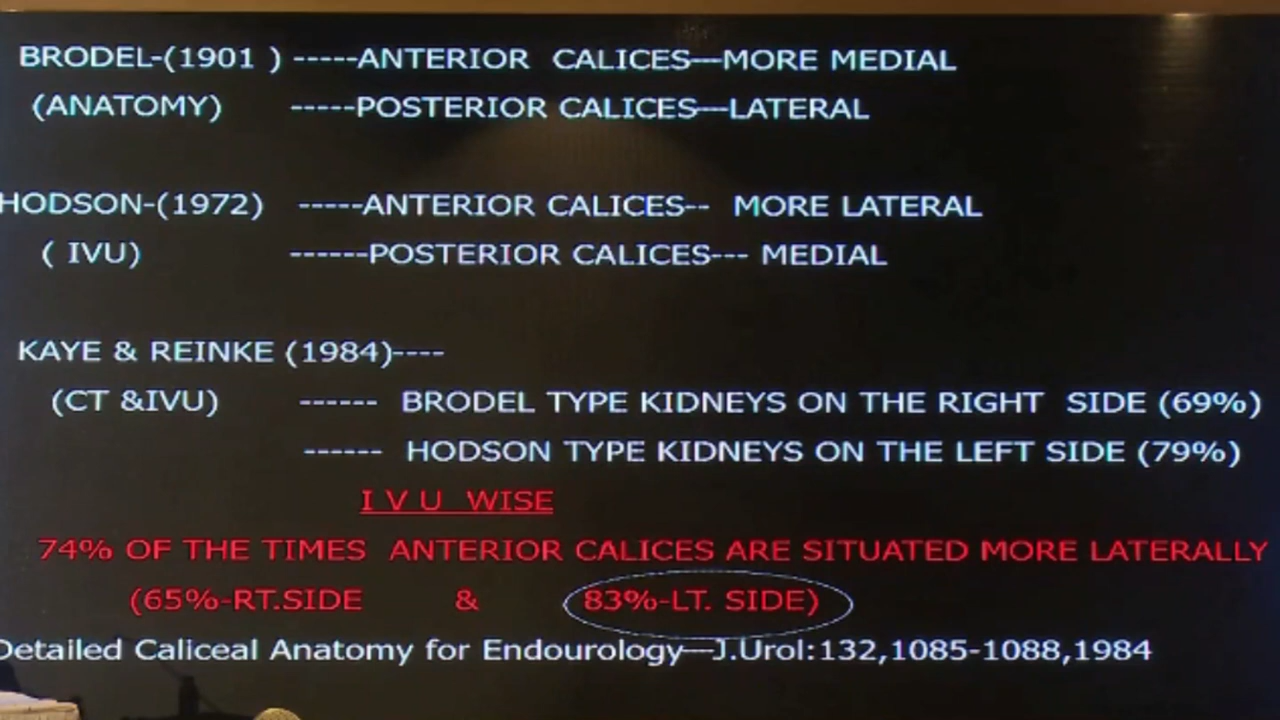 BRODEL-(1901 ) -----ANTERIOR CALICES---MORE MEDIAL
(ANATOMY) -----POSTERIOR CALICES---LATERAL
HODSON-(1972) -----ANTERIOR CALICES-- MORE LATERAL
( IVU) ------POSTERIOR CALICES--- MEDIAL
KAYE & REINKE (1984)----
(CT &IVU) ------ BRODEL TYPE KIDNEYS ON THE RIGHT SIDE (69%)
------ HODSON TYPE KIDNEYS ON THE LEFT SIDE (79%)
I V U WISE
74% OF THE TIMES ANTERIOR CALICES ARE SITUATED MORE LATERALLY
(65%-RT.SIDE & 83%-LT. SIDE)
Detailed Caliceal Anatomy for Endourology—J.Urol:132,1085-1088,1984